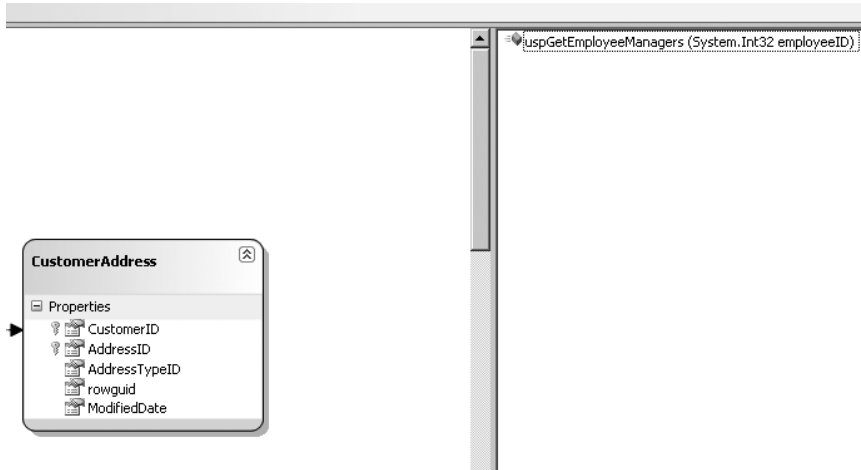 uspGetEmployeeManagers (System.Int32 employeeID)
CustomerAddress
Properties
CustomerID
AddressID
AddressTypeID
rowguid
ModifiedDate